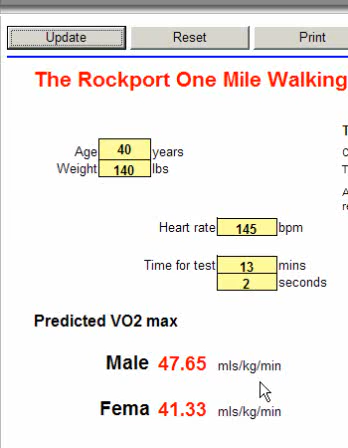 Update Reset Print
The Rockport One Mile Walking
Age 40 years
Weight 140 lbs
Heart rate 145 bpm
Time for test 13 mins
2 seconds
Predicted VO2 max
Male 47.65 mls/kg/min
Fema 41.33 mls/kg/min